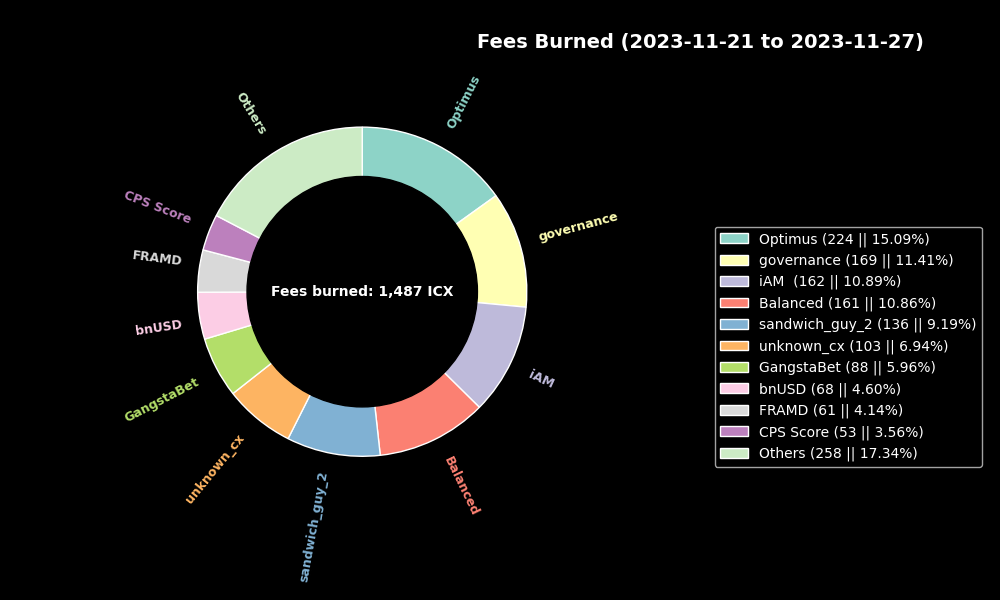 Fees Burned (2023-11-21 to 2023-11-27)
Optimus
Others
governance
CPS Score
FRAMD
bnUSD
GangstaBet
unknown_cx
sandwich_guy_2
Balanced
iAM
Fees burned: 1,487 ICX
Optimus (224 || 15.09%)
governance (169 || 11.41%)
iAM  (162 || 10.89%)
Balanced (161 || 10.86%)
sandwich_guy_2 (136 || 9.19%)
unknown_cx (103 || 6.94%)
GangstaBet (88 || 5.96%)
bnUSD (68 || 4.60%)
FRAMD (61 || 4.14%)
CPS Score (53 || 3.56%)
Others (258 || 17.34%)